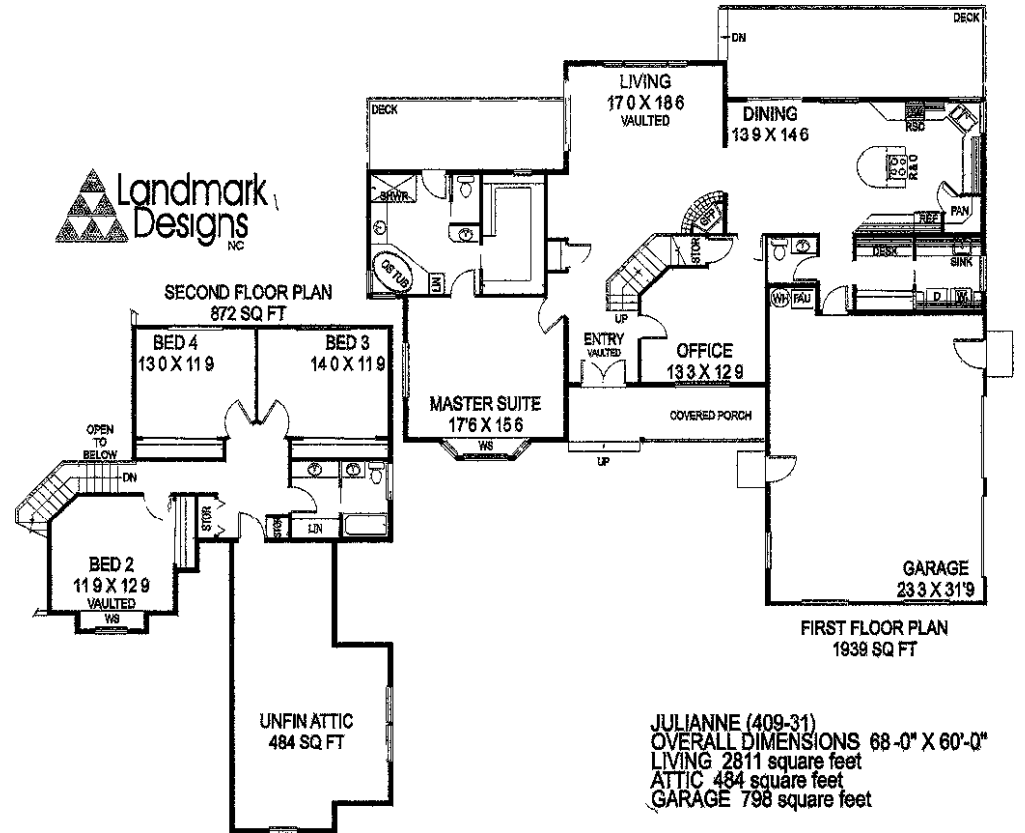 DECK
DN
LIVING
17 0 X 18 6
VAULTED
DINING
13 9 X 14 6
RSC
R&O
PAN
REF
DECK
Landmark
Designs
NC
SHWR
LIN
GFP
STOR
DESK
SINK
WH
FAU
D
W
UP
ENTRY
VAULTED
OFFICE
13 3 X 12 9
MASTER SUITE
17'6 X 15 6
WS
COVERED PORCH
UP
GARAGE
23 3 X 31'9
FIRST FLOOR PLAN
1939 SQ FT
SECOND FLOOR PLAN
872 SQ FT
BED 4
13 0 X 11 9
BED 3
14 0 X 11 9
OPEN
TO
BELOW
DN
STOR
STOR
LIN
BED 2
11 9 X 12 9
VAULTED
WS
UNFIN ATTIC
484 SQ FT
JULIANNE (409-31)
OVERALL DIMENSIONS 68-0" X 60'-0"
LIVING 2811 square feet
ATTIC 484 square feet
GARAGE 798 square feet